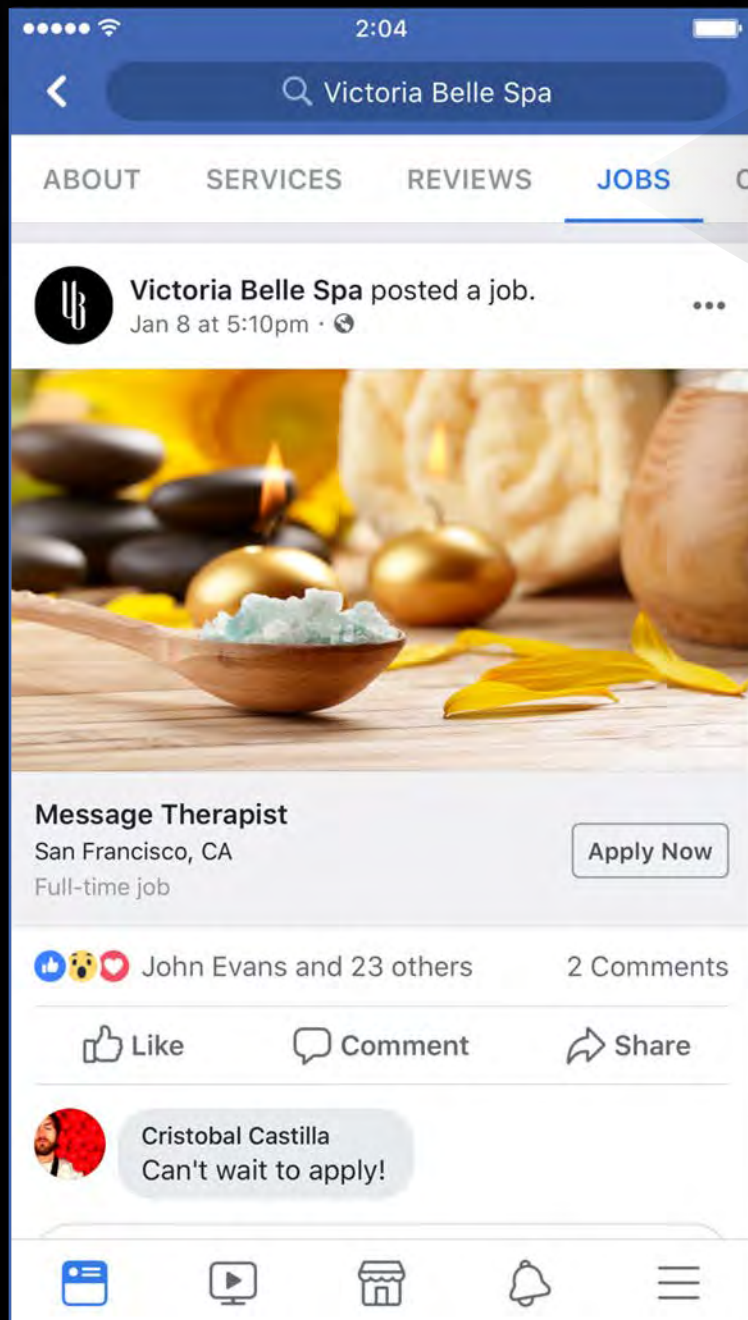 2:04
Victoria Belle Spa
ABOUT SERVICES REVIEWS JOBS
Victoria Belle Spa posted a job.
Jan 8 at 5:10pm ·
Message Therapist
San Francisco, CA
Apply Now
Full-time job
John Evans and 23 others 2 Comments
Like Comment Share
Cristobal Castilla
Can't wait to apply!